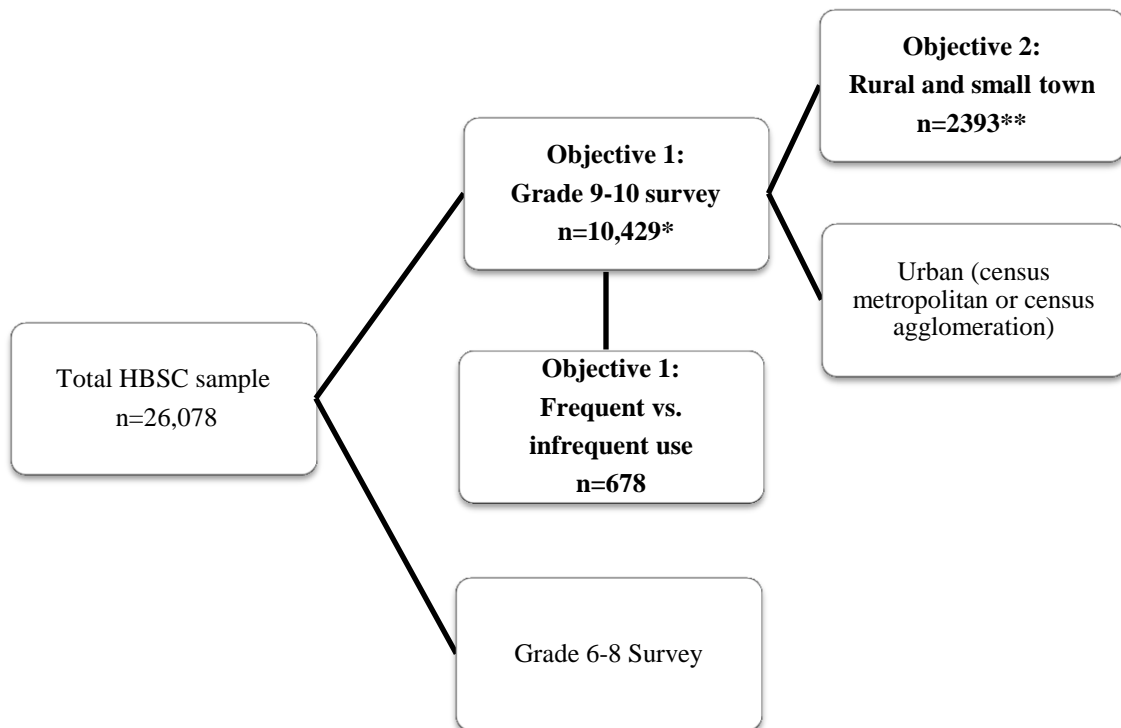 Total HBSC sample
n=26,078
Objective 1:
Grade 9-10 survey
n=10,429*
Objective 1:
Frequent vs.
infrequent use
n=678
Grade 6-8 Survey
Objective 2:
Rural and small town
n=2393**
Urban (census
metropolitan or census
agglomeration)